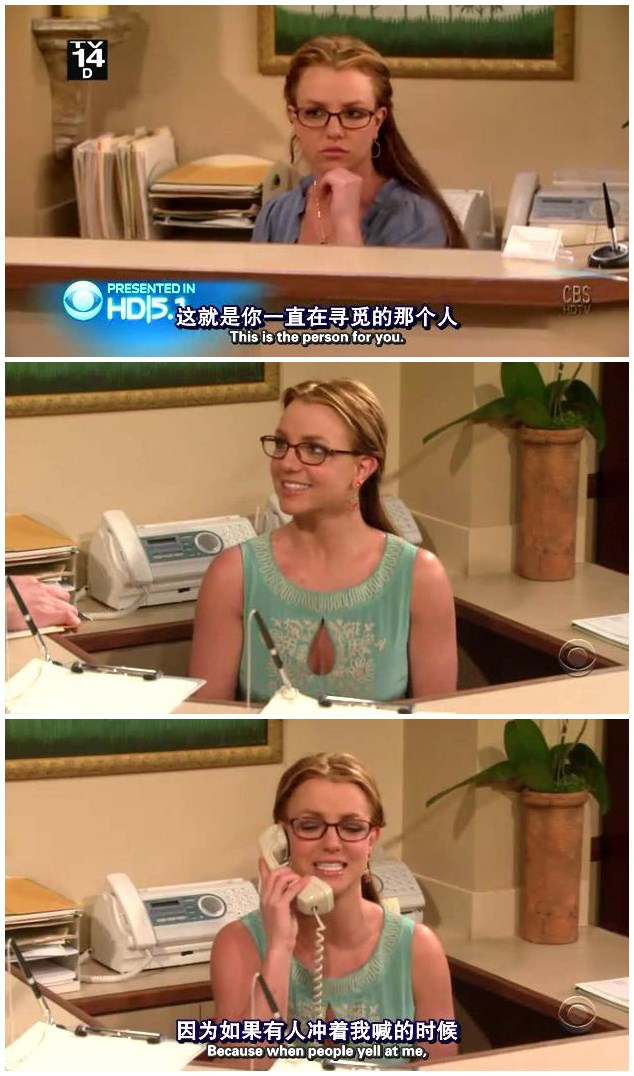 TV
14
D
PRESENTED IN
HD|5.1
CBS
HDTV
这就是你一直在寻觅的那个人
This is the person for you.
因为如果有人冲着我喊的时候
Because when people yell at me,